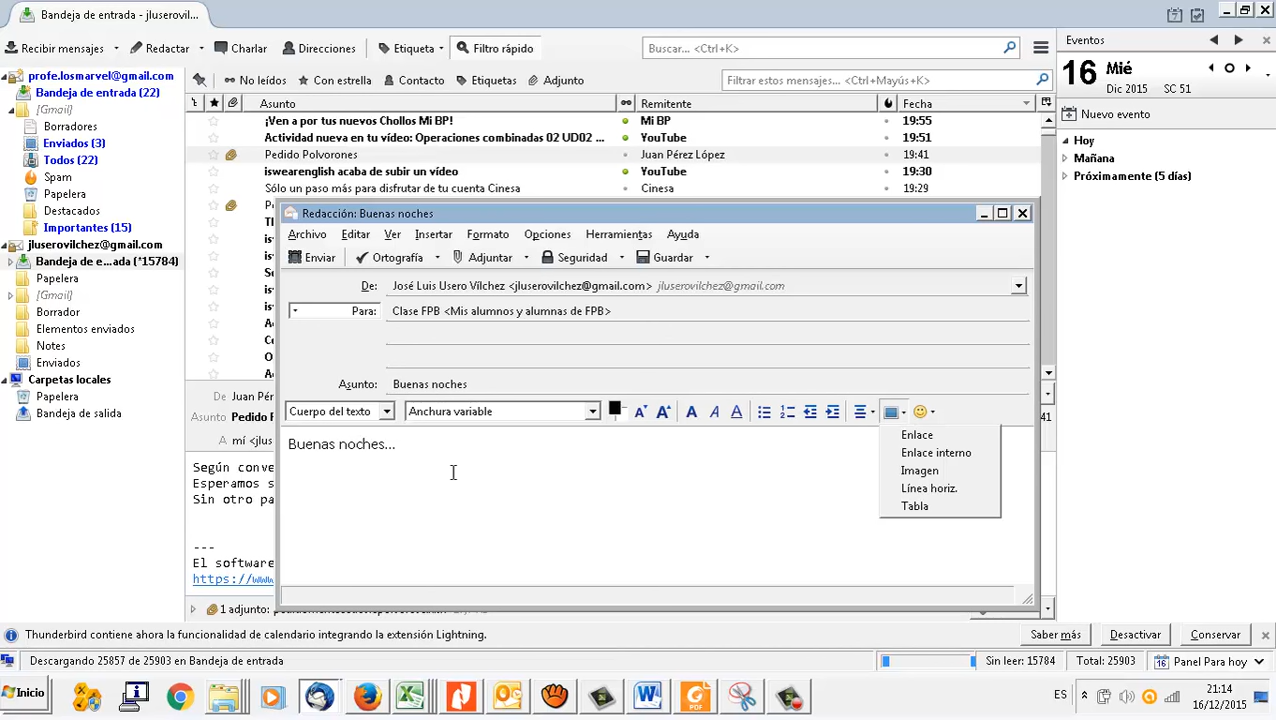 Bandeja de entrada - jluserovil...
Recibir mensajes Redactar Charlar Direcciones Etiqueta Filtro rápido Buscar... <Ctrl+K>
No leídos Con estrella Contacto Etiquetas Adjunto Filtrar estos mensajes... <Ctrl+Mayús+K>
profe.losmarvel@gmail.com
Bandeja de entrada (22)
[Gmail]
Borradores
Enviados (3)
Todos (22)
Spam
Papelera
Destacados
Importantes (15)
jluserovilchez@gmail.com
Bandeja de e...ada (*15784)
Papelera
[Gmail]
Borrador
Elementos enviados
Notes
Enviados
Carpetas locales
Papelera
Bandeja de salida
Asunto Remitente Fecha
¡Ven a por tus nuevos Chollos Mi BP! Mi BP 19:55
Actividad nueva en tu vídeo: Operaciones combinadas 02 UD02 ... YouTube 19:51
Pedido Polvorones Juan Pérez López 19:41
iswearenglish acaba de subir un vídeo YouTube 19:30
Sólo un paso más para disfrutar de tu cuenta Cinesa Cinesa 19:29
De Juan Pér
Asunto Pedido
A mí <jlus
41
Según conve
Esperamos s
Sin otro pa
---
El software
https://www
1 adjunto:
Redacción: Buenas noches
Archivo Editar Ver Insertar Formato Opciones Herramientas Ayuda
Enviar Ortografía Adjuntar Seguridad Guardar
De: José Luis Usero Vílchez <jluserovilchez@gmail.com> jluserovilchez@gmail.com
Para: Clase FPB <Mis alumnos y alumnas de FPB>
Asunto: Buenas noches
Cuerpo del texto Anchura variable
Buenas noches...
Enlace
Enlace interno
Imagen
Línea horiz.
Tabla
Eventos
16 Mié
Dic 2015 SC 51
Nuevo evento
Hoy
Mañana
Próximamente (5 días)
Thunderbird contiene ahora la funcionalidad de calendario integrando la extensión Lightning. Saber más Desactivar Conservar
Descargando 25857 de 25903 en Bandeja de entrada Sin leer: 15784 Total: 25903 Panel Para hoy
Inicio ES 21:14
16/12/2015